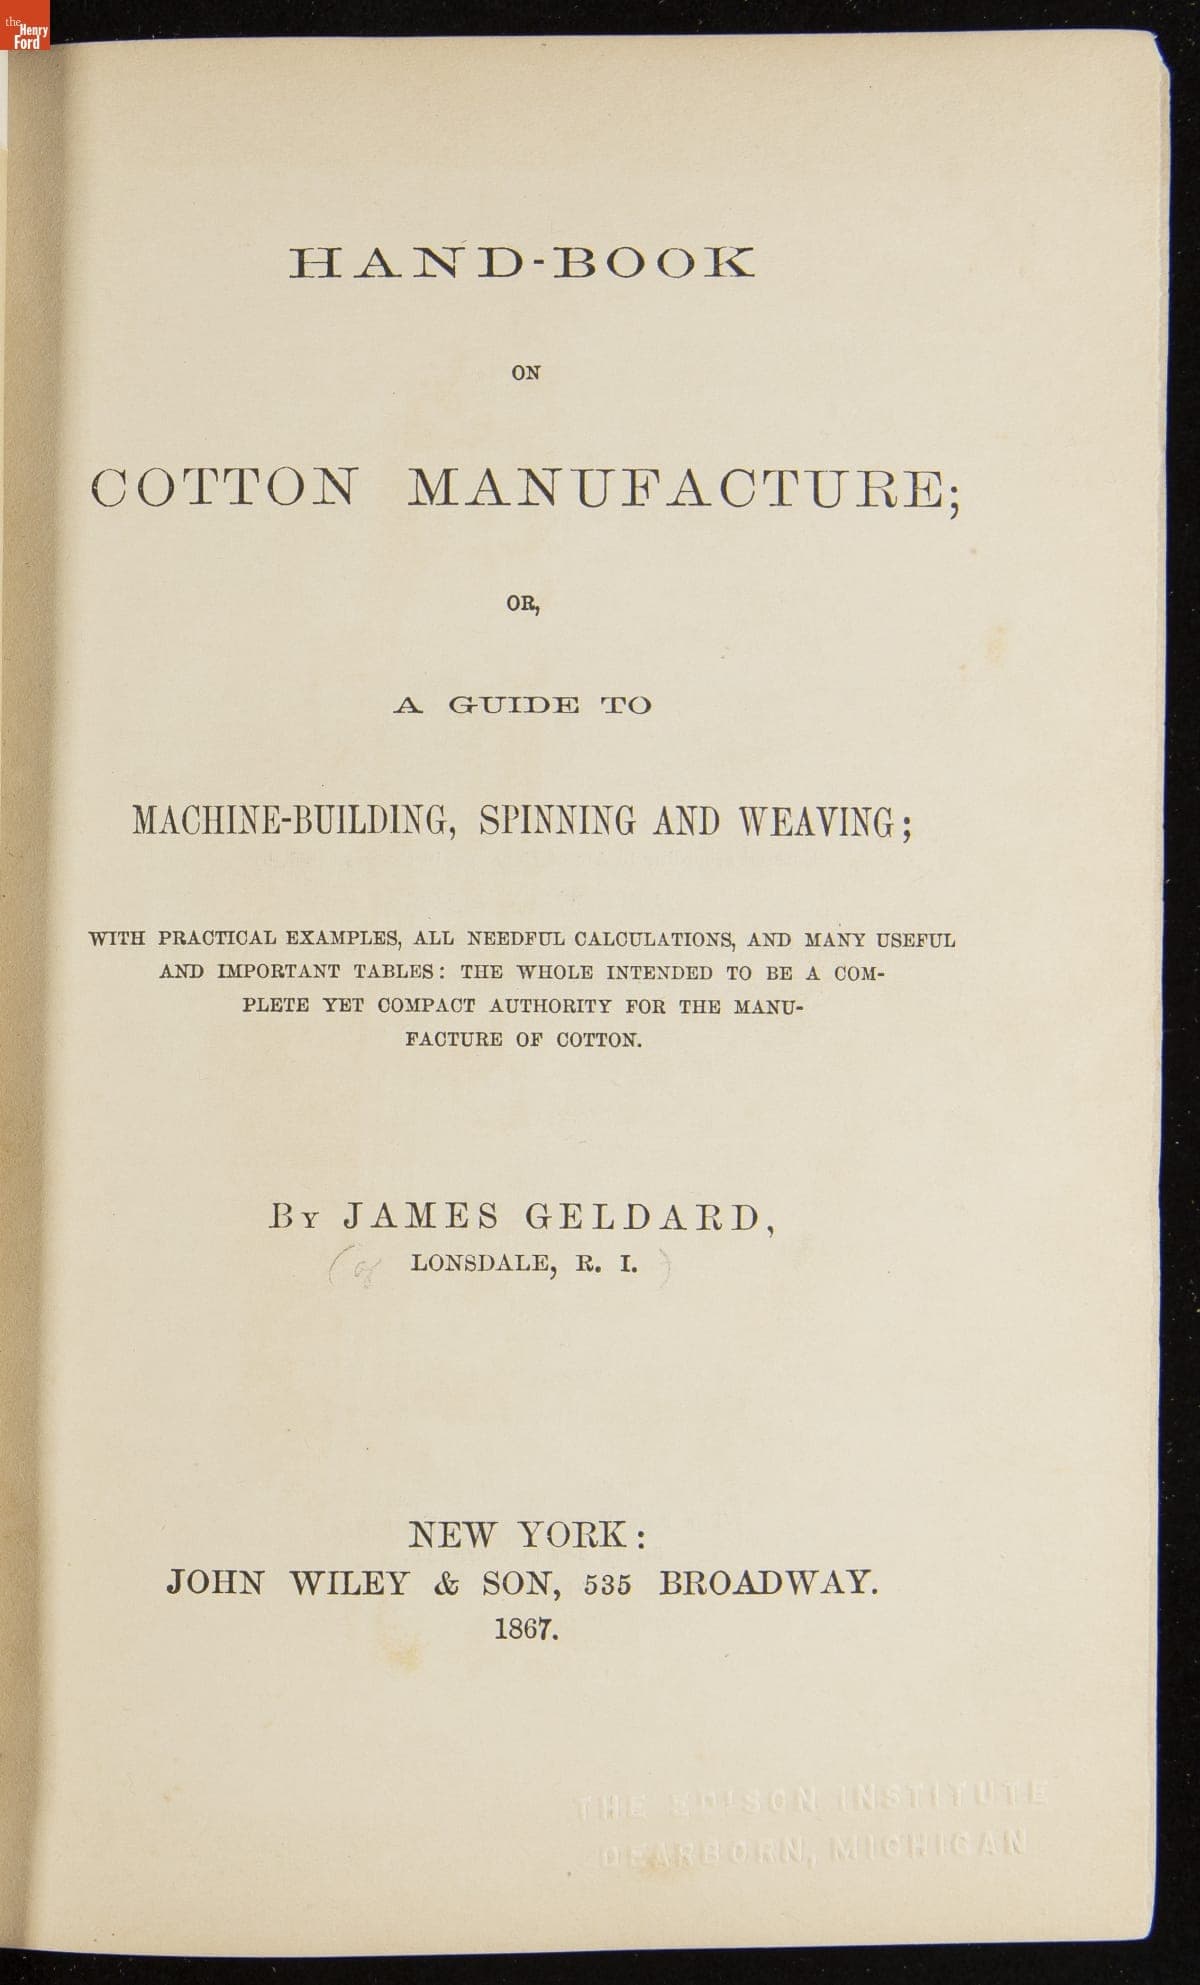 the
Henry
Ford
HAND-BOOK
ON
COTTON MANUFACTURE;
OR,
A GUIDE TO
MACHINE-BUILDING, SPINNING AND WEAVING;
WITH PRACTICAL EXAMPLES, ALL NEEDFUL CALCULATIONS, AND MANY USEFUL
AND IMPORTANT TABLES: THE WHOLE INTENDED TO BE A COM-
PLETE YET COMPACT AUTHORITY FOR THE MANU-
FACTURE OF COTTON.
BY JAMES GELDARD,
(of LONSDALE, R. I. )
NEW YORK:
JOHN WILEY & SON, 535 BROADWAY.
1867.
THE EDISON INSTITUTE
DEARBORN, MICHIGAN